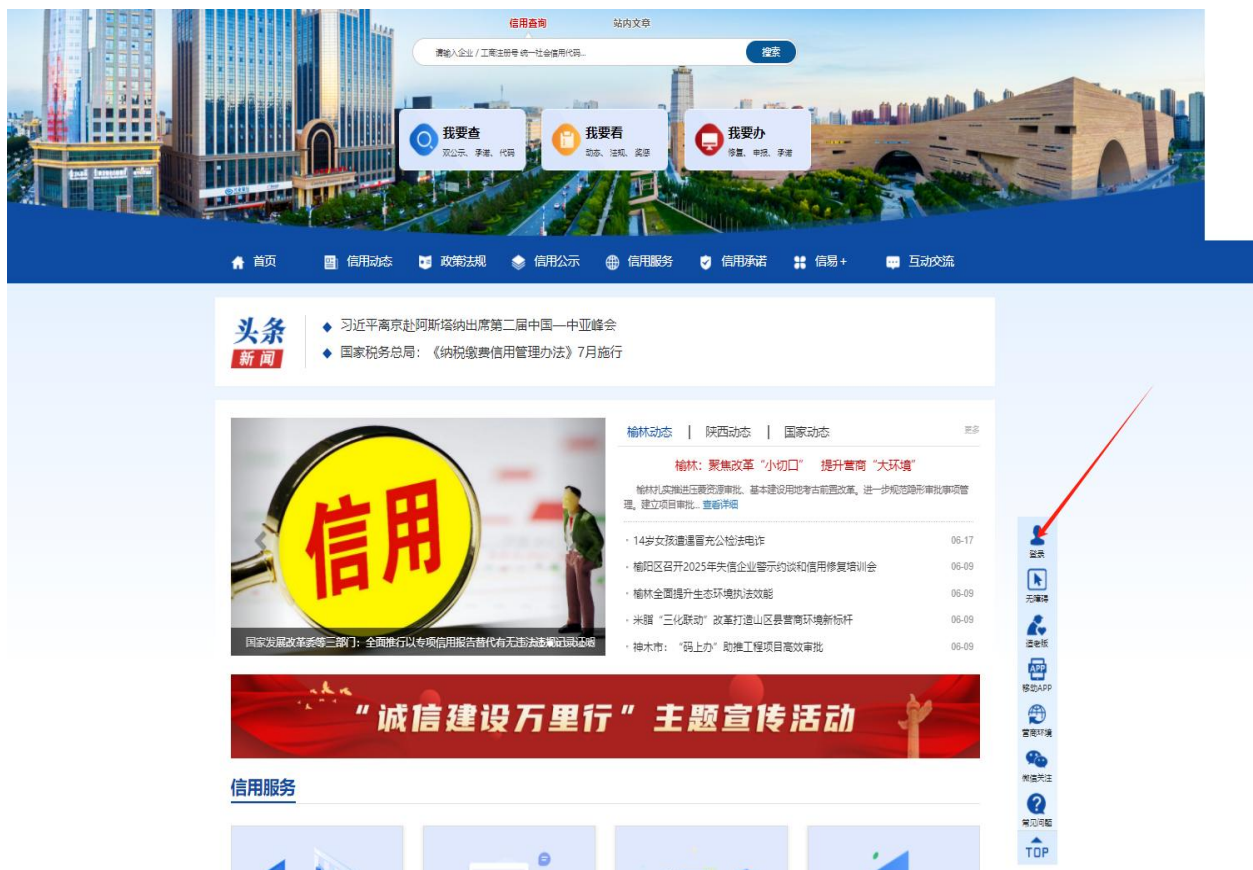 信用查询
站内文章
请输入企业 / 工商注册号 统一社会信用代码...
搜索
我要查
双公示、承诺、代码
我要看
动态、法规、奖惩
我要办
修复、申报、承诺
首页
信用动态
政策法规
信用公示
信用服务
信用承诺
信易+
互动交流
头条
新闻
习近平离京赴阿斯塔纳出席第二届中国—中亚峰会
国家税务总局：《纳税缴费信用管理办法》7月施行
信用
国家发展改革委等三部门：全面推行以专项信用报告替代有无违法违规记录证明
榆林动态 | 陕西动态 | 国家动态
更多
榆林：聚焦改革“小切口” 提升营商“大环境”
榆林扎实推进压覆资源审批、基本建设用地考古前置改革。进一步规范隐形审批事项管
理。建立项目审批... 查看详细
· 14岁女孩遭遇冒充公检法电诈 06-17
· 榆阳区召开2025年失信企业警示约谈和信用修复培训会 06-09
· 榆林全面提升生态环境执法效能 06-09
· 米脂“三化联动”改革打造山区县营商环境新标杆 06-09
· 神木市：“码上办”助推工程项目高效审批 06-09
“诚信建设万里行”主题宣传活动
信用服务
登录
无障碍
适老版
APP
移动APP
营商环境
微信关注
常见问题
TOP